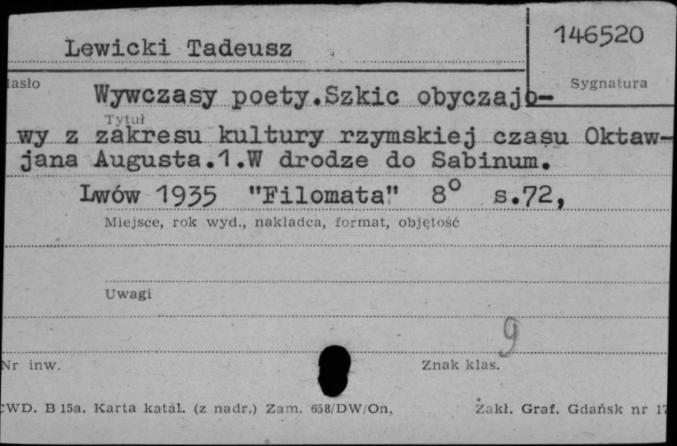 Lewicki Tadeusz
146520
asło
Sygnatura
Wywczasy poety.Szkic obyczajo-
Tytuł
wy z zakresu kultury rzymskiej czasu Oktaw-
jana Augusta.1.W drodze do Sabinum.
Lwów 1935 "Filomata" 8° s.72,
Miejsce, rok wyd., nakładca, format, objętość
Uwagi
9
Nr inw.
Znak klas.
WD. B 15a. Karta katal. (z nadr.) Zam. 658/DW/On,
Zakł. Graf. Gdańsk nr 17